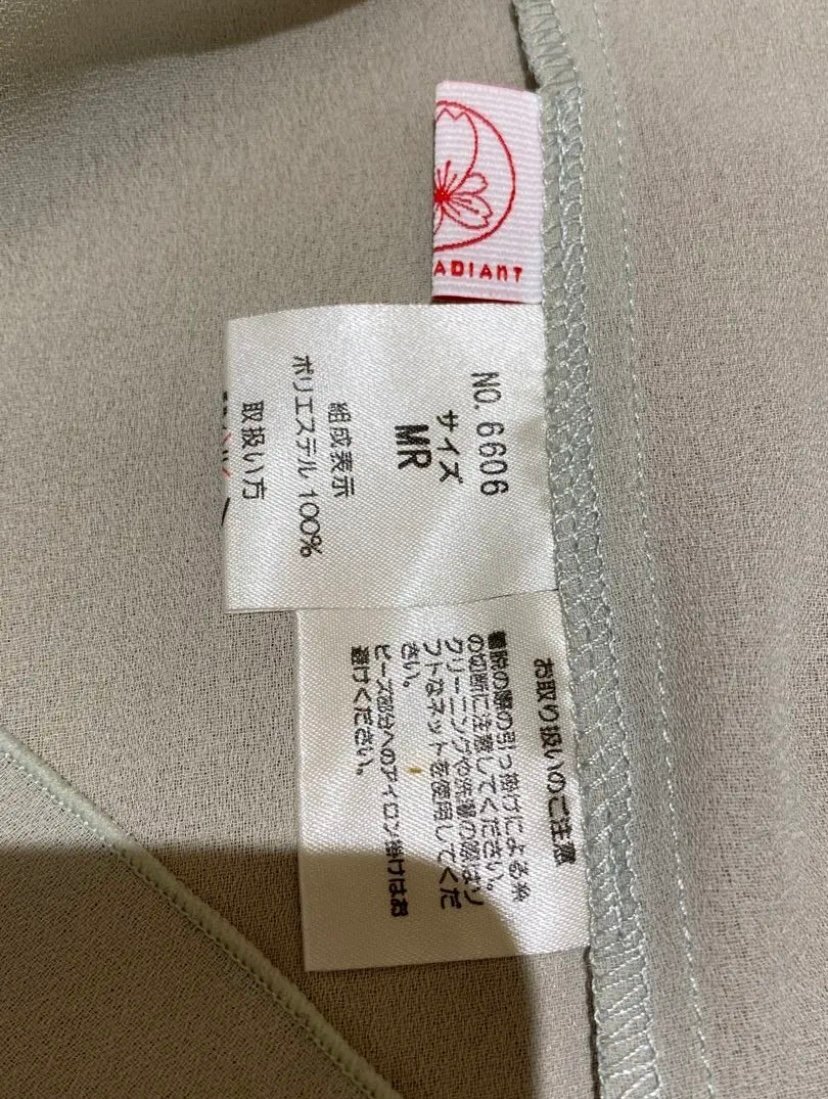 ADIANT
NO. 6606
サイズ
MR
組成表示
ポリエステル 100%
取扱い方
お取り扱いのご注意
着脱の際の引っ掛けによる糸
の切断に注意してください。
クリーニングや洗濯の際はソ
フトなネットを使用してくだ
さい。
ビーズ部分へのアイロン掛けはお
避けください。